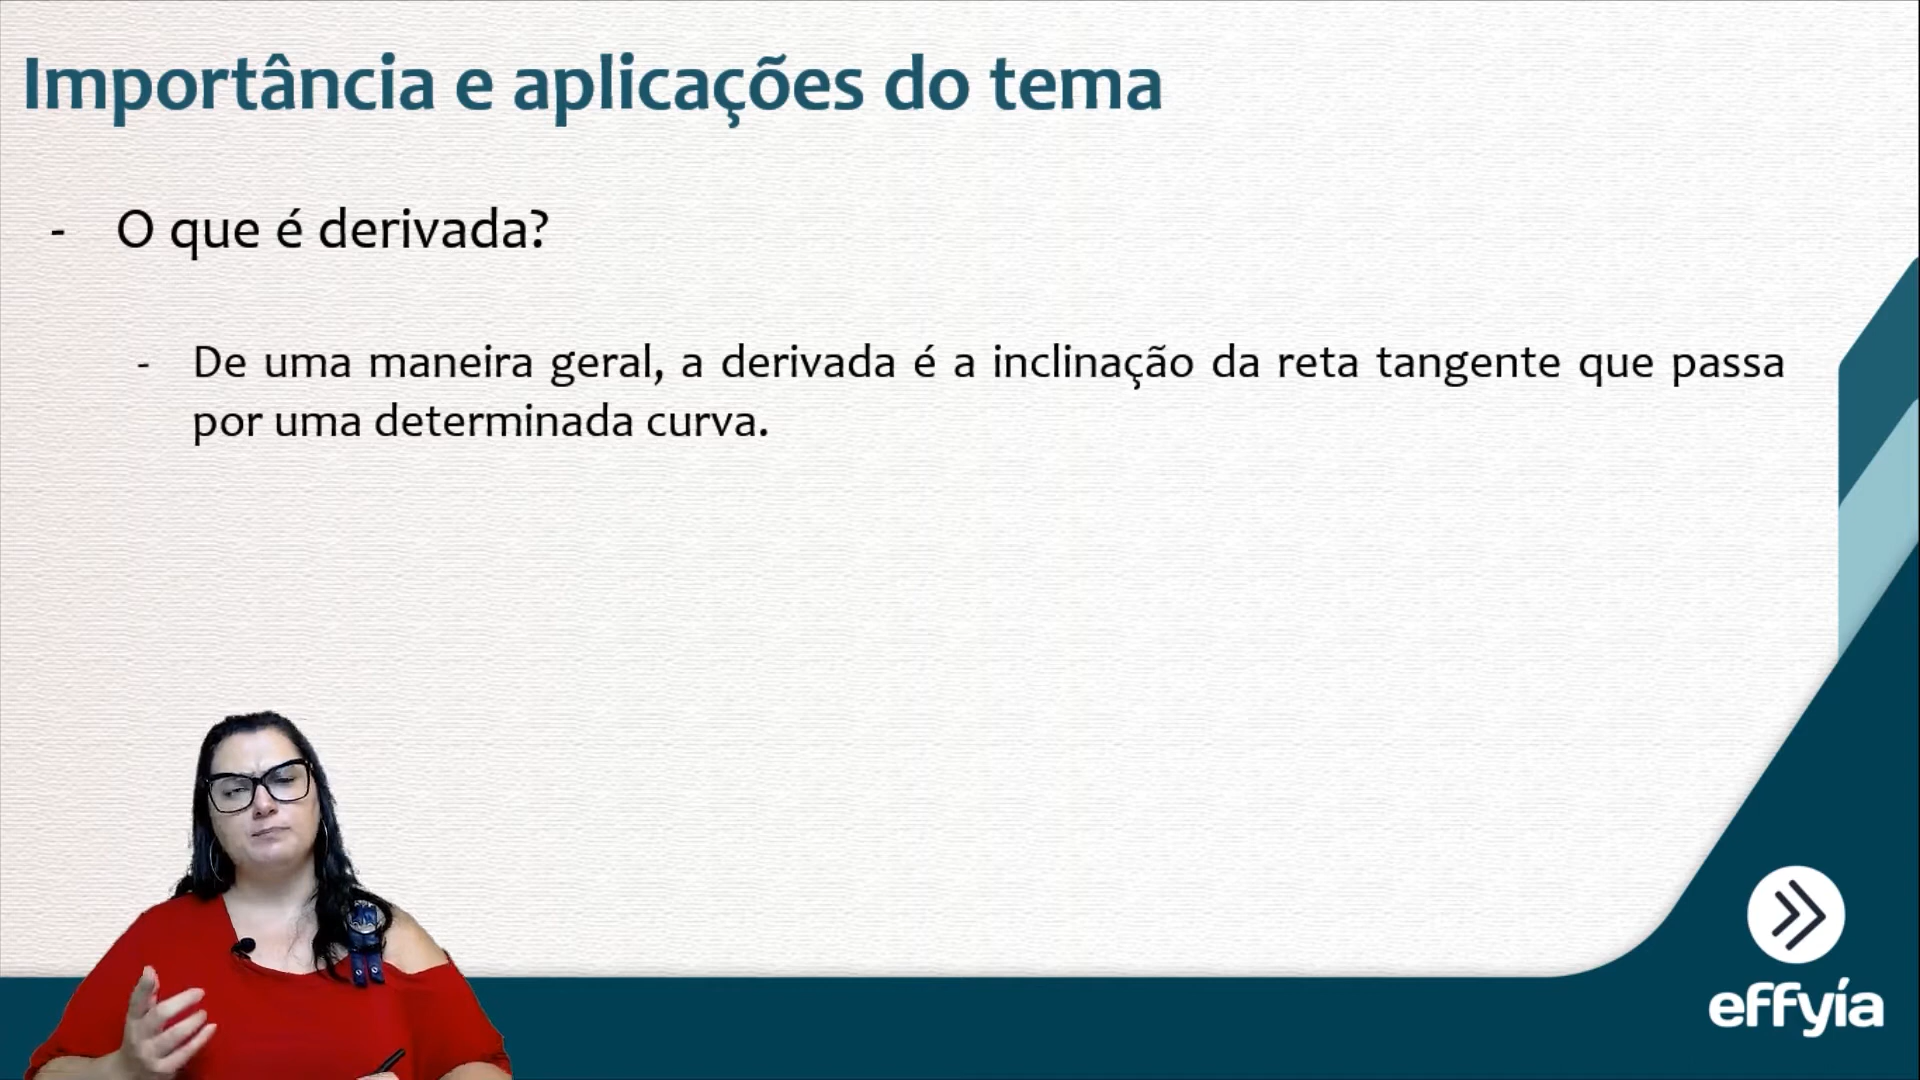 Importância e aplicações do tema
- O que é derivada?
- De uma maneira geral, a derivada é a inclinação da reta tangente que passa
por uma determinada curva.
effyía